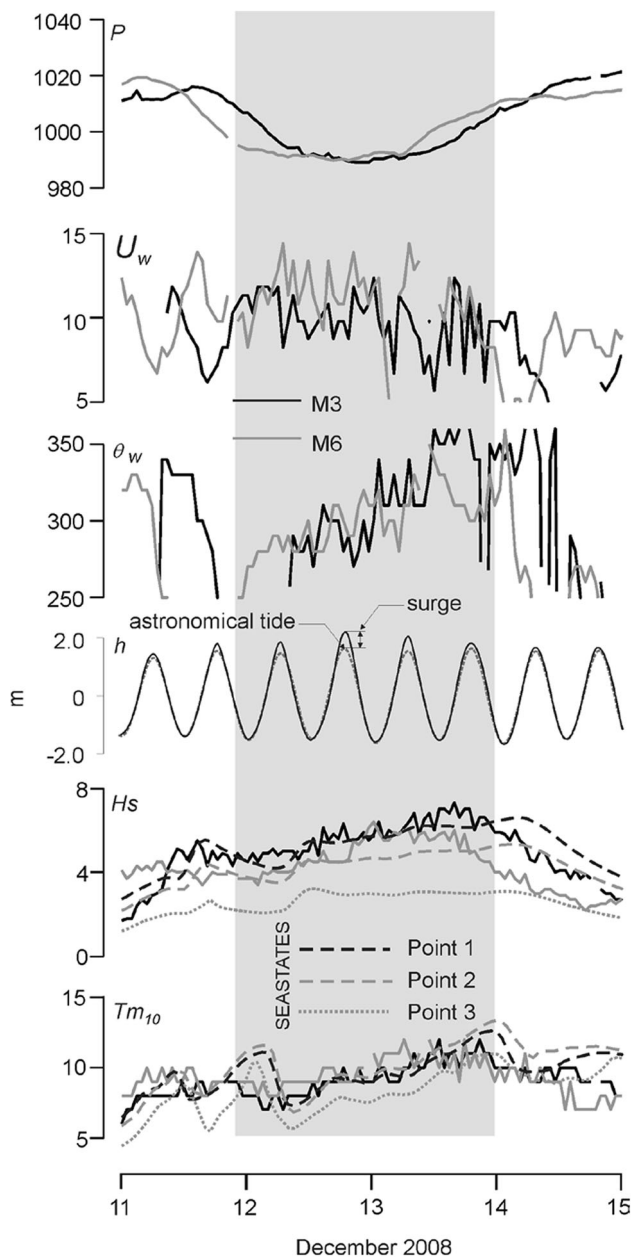 1040
P
1020
1000
980
15
U_w
10
5
M3
M6
350
θ_w
300
250
surge
astronomical tide
2.0
h
m
0
-2.0
8
Hs
4
0
SEASTATES
Point 1
Point 2
Point 3
15
Tm₁₀
10
5
11 12 13 14 15
December 2008